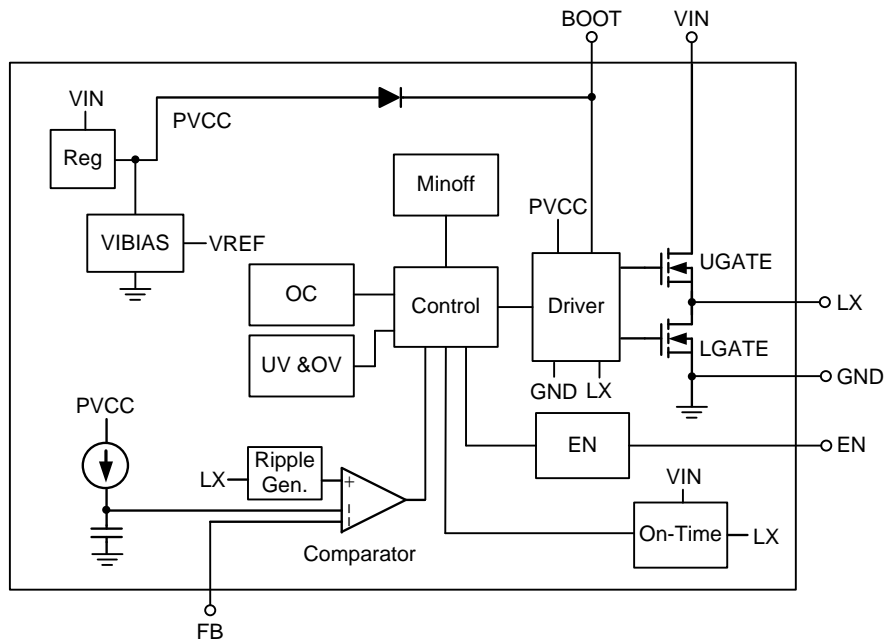 BOOT
VIN
VIN
PVCC
Reg
Minoff
PVCC
VIBIAS
VREF
UGATE
OC
Control
Driver
LX
LGATE
UV &OV
GND
LX
GND
PVCC
EN
EN
Ripple
Gen.
LX
+
-
-
VIN
On-Time
LX
Comparator
FB